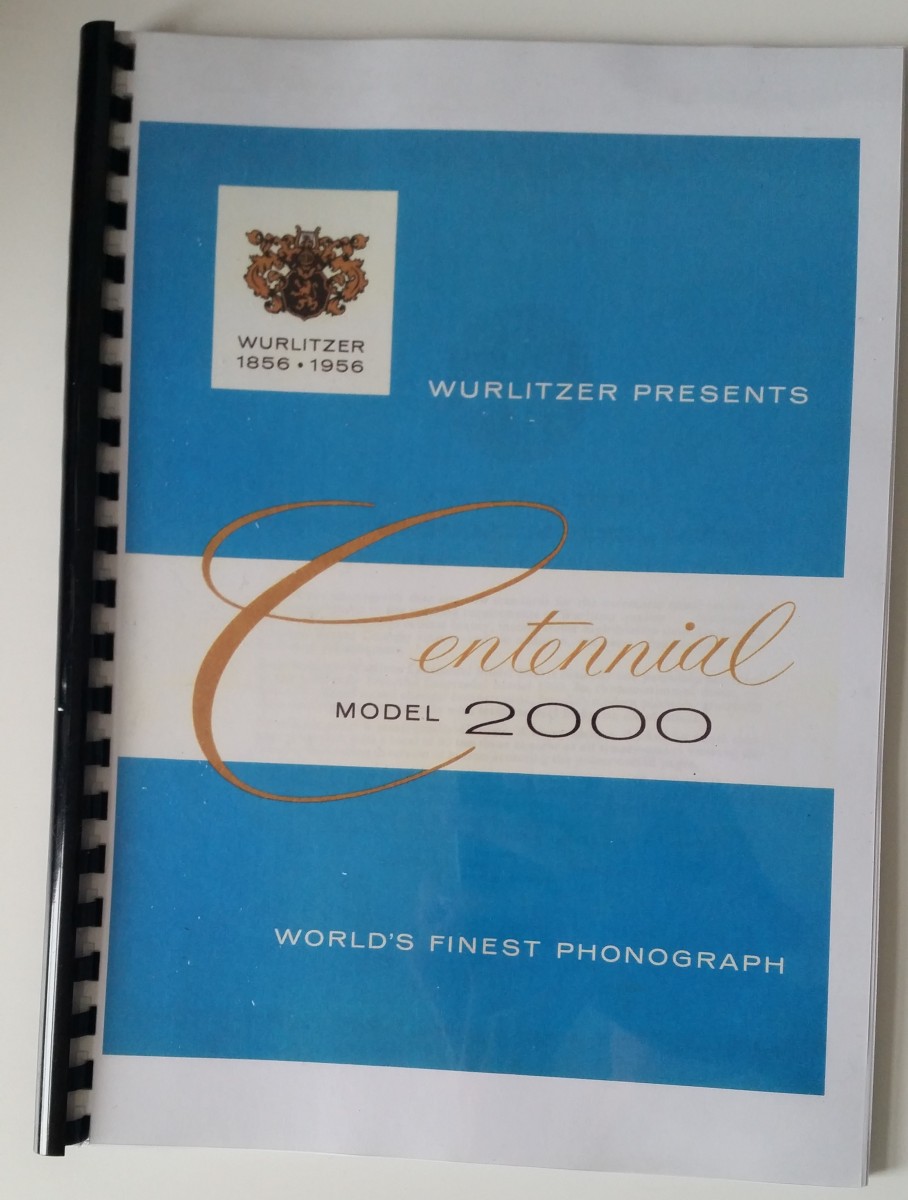 WURLITZER
1856 • 1956
WURLITZER PRESENTS
Centennial
MODEL 2000
WORLD'S FINEST PHONOGRAPH